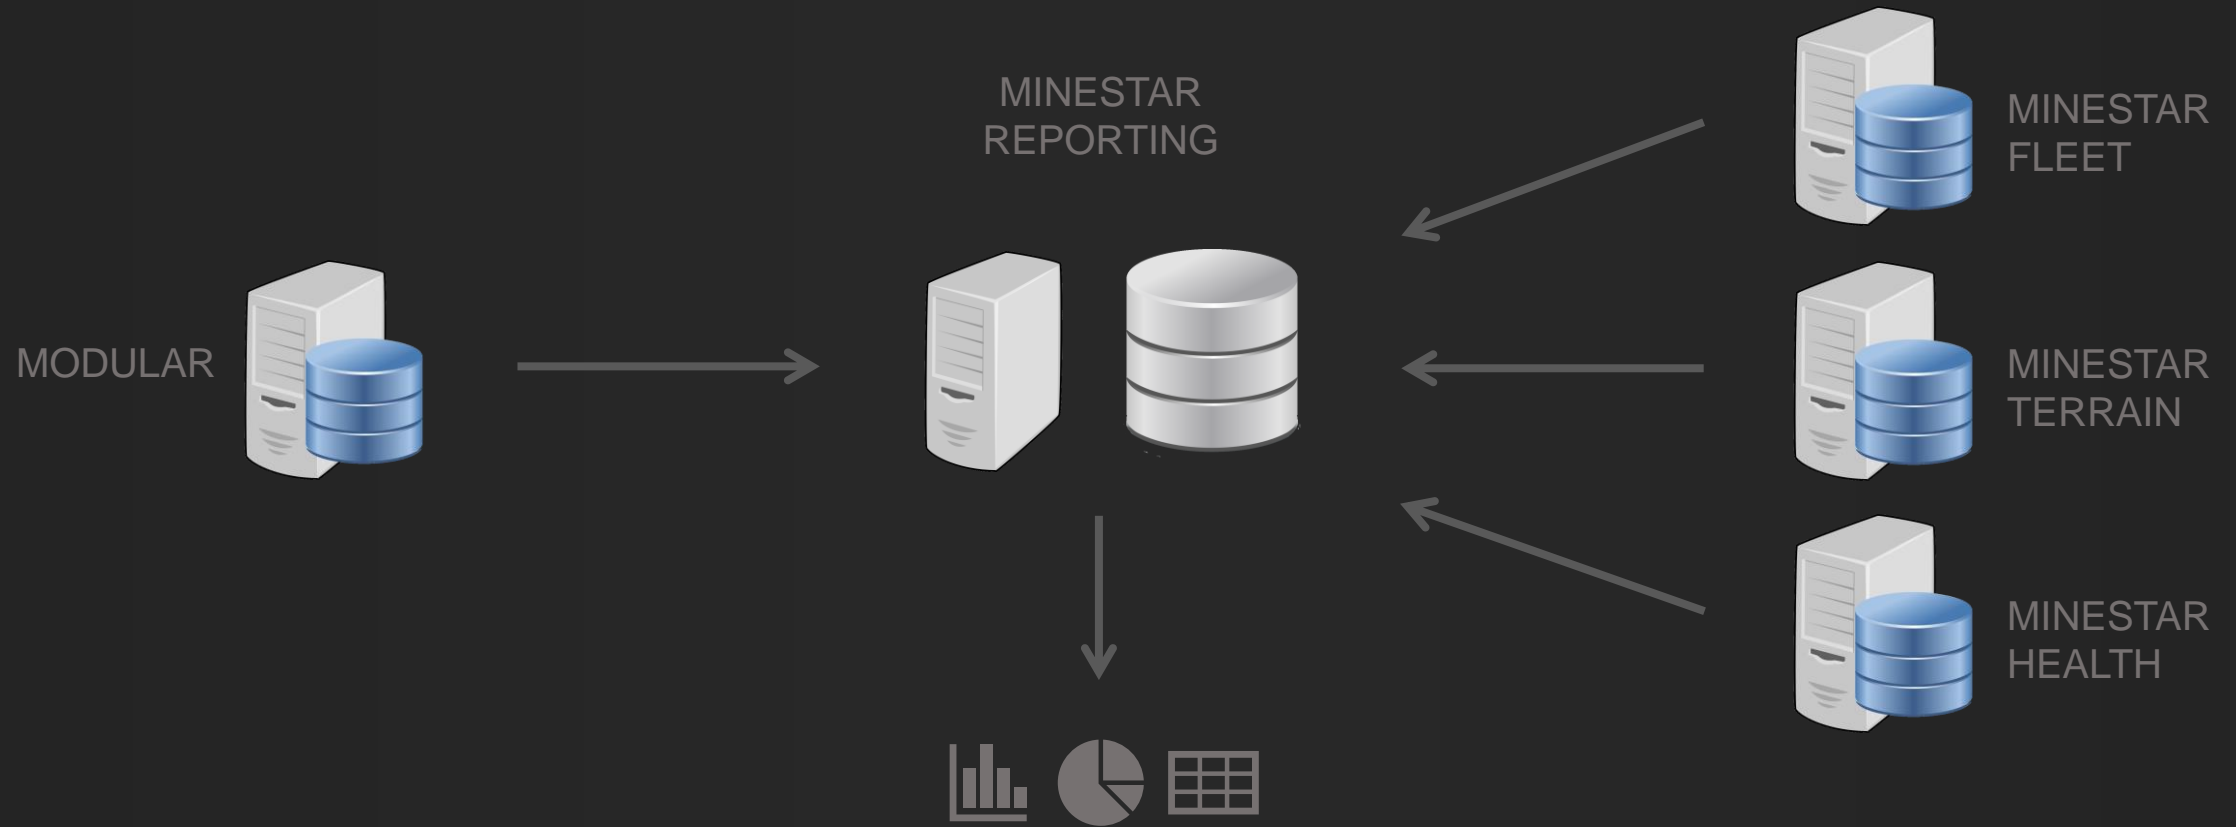 MINESTAR
REPORTING
MODULAR
MINESTAR
FLEET
MINESTAR
TERRAIN
MINESTAR
HEALTH